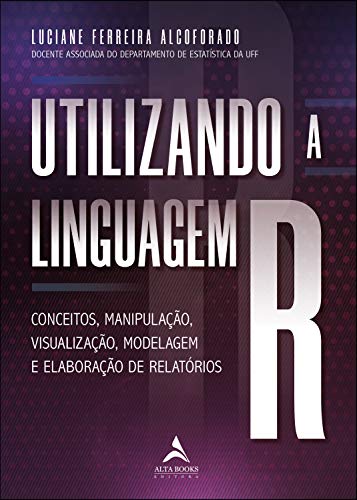 LUCIANE FERREIRA ALCOFORADO
DOCENTE ASSOCIADA DO DEPARTAMENTO DE ESTATÍSTICA DA UFF
UTILIZANDO A
LINGUAGEM R
CONCEITOS, MANIPULAÇÃO,
VISUALIZAÇÃO, MODELAGEM
E ELABORAÇÃO DE RELATÓRIOS
ALTA BOOKS
EDITORA